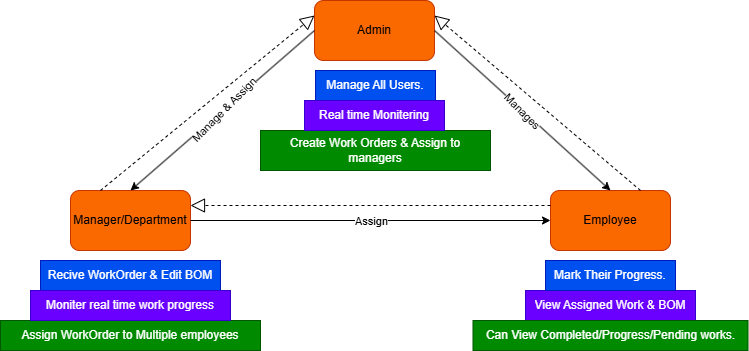 Admin
Manage All Users.
Real time Monitering
Create Work Orders & Assign to
managers
Manage & Assign
Manages
Manager/Department
Assign
Employee
Recive WorkOrder & Edit BOM
Moniter real time work progress
Assign WorkOrder to Multiple employees
Mark Their Progress.
View Assigned Work & BOM
Can View Completed/Progress/Pending works.